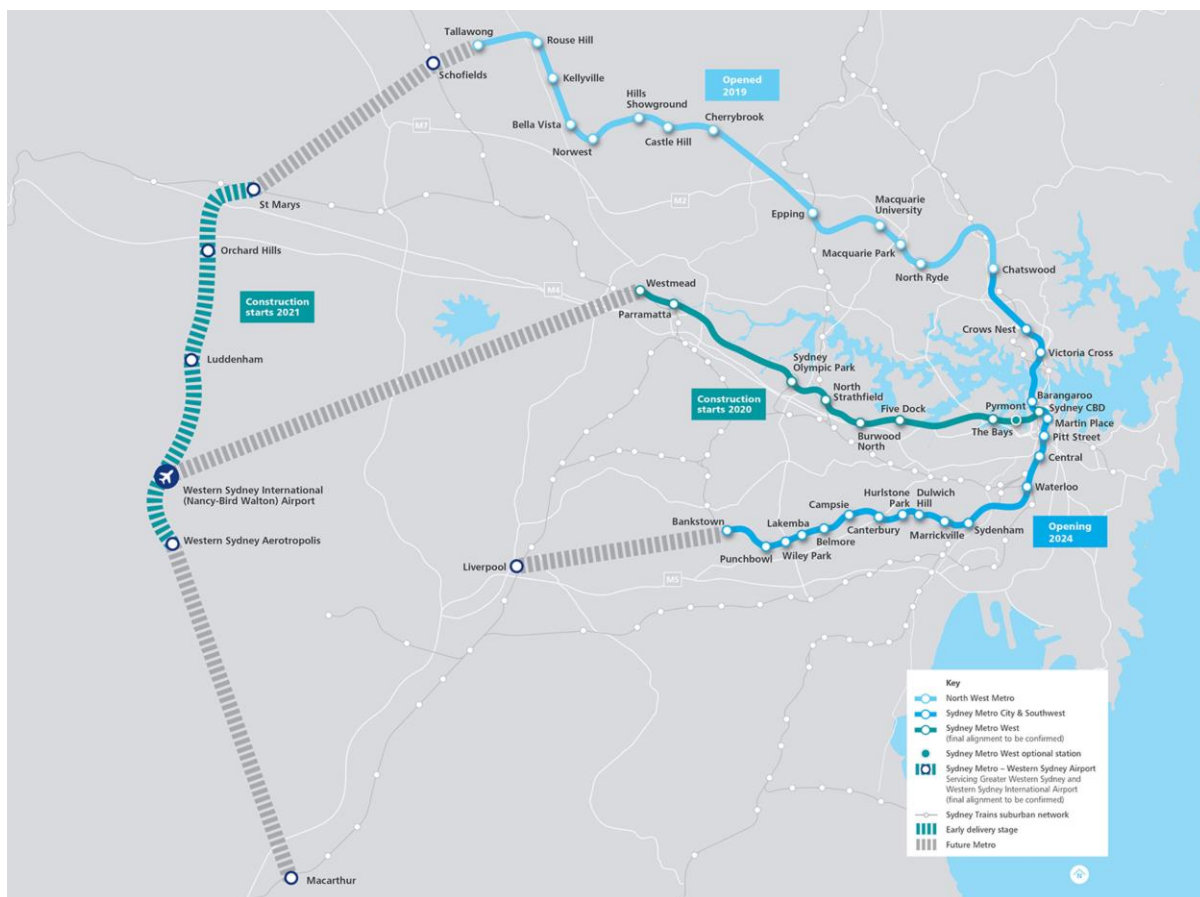 Tallawong
Rouse Hill
Schofields
Kellyville
Opened
2019
Hills
Showground
Cherrybrook
Bella Vista
Castle Hill
Norwest
M7
St Marys
M2
Macquarie
University
Epping
Orchard Hills
Macquarie Park
North Ryde
Chatswood
Westmead
Construction
starts 2021
M4
Parramatta
Crows Nest
Luddenham
Victoria Cross
Sydney
Olympic Park
Construction
starts 2020
North
Strathfield
Five Dock
Pyrmont
Barangaroo
Sydney CBD
Martin Place
Burwood
North
The Bays
Pitt Street
Central
Western Sydney International
(Nancy-Bird Walton) Airport
Waterloo
Campsie
Hurlstone
Park
Dulwich
Hill
Bankstown
Lakemba
Canterbury
Sydenham
Opening
2024
Western Sydney Aerotropolis
Belmore
Marrickville
Punchbowl
Wiley Park
Liverpool
M5
Key
North West Metro
Sydney Metro City & Southwest
Sydney Metro West
(final alignment to be confirmed)
Sydney Metro West optional station
Sydney Metro – Western Sydney Airport
Servicing Greater Western Sydney and
Western Sydney International Airport
(final alignment to be confirmed)
Sydney Trains suburban network
Early delivery stage
Future Metro
Macarthur
N